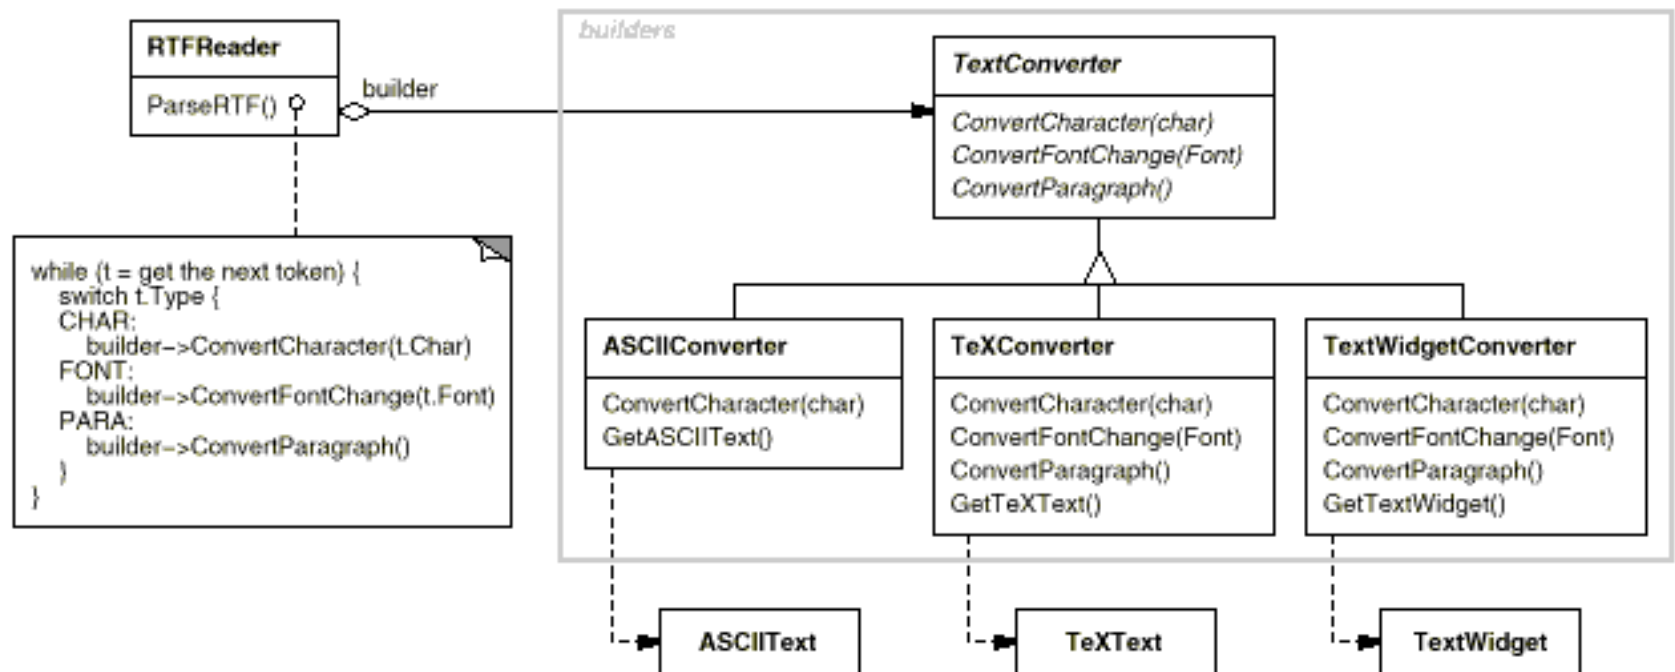 builders
RTFReader
ParseRTF()
builder
TextConverter
ConvertCharacter(char)
ConvertFontChange(Font)
ConvertParagraph()
while (t = get the next token) {
switch t.Type {
CHAR:
builder->ConvertCharacter(t.Char)
FONT:
builder->ConvertFontChange(t.Font)
PARA:
builder->ConvertParagraph()
}
}
ASCIIConverter
ConvertCharacter(char)
GetASCIIText()
TeXConverter
ConvertCharacter(char)
ConvertFontChange(Font)
ConvertParagraph()
GetTeXText()
TextWidgetConverter
ConvertCharacter(char)
ConvertFontChange(Font)
ConvertParagraph()
GetTextWidget()
ASCIIText
TeXText
TextWidget